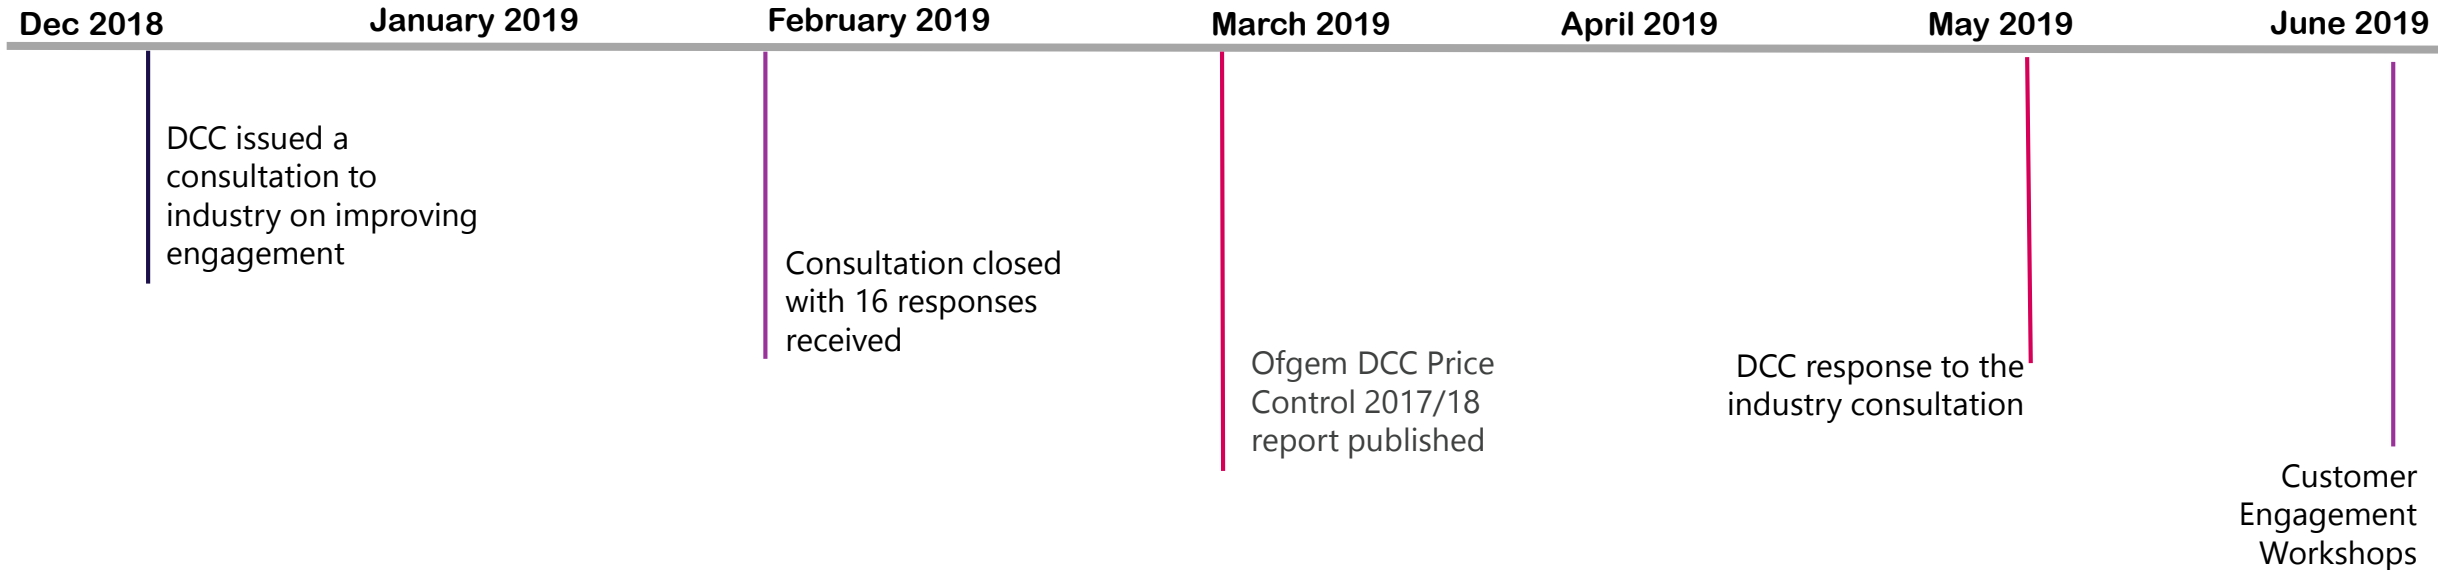 Dec 2018
January 2019
February 2019
March 2019
April 2019
May 2019
June 2019
DCC issued a
consultation to
industry on improving
engagement
Consultation closed
with 16 responses
received
Ofgem DCC Price
Control 2017/18
report published
DCC response to the
industry consultation
Customer
Engagement
Workshops